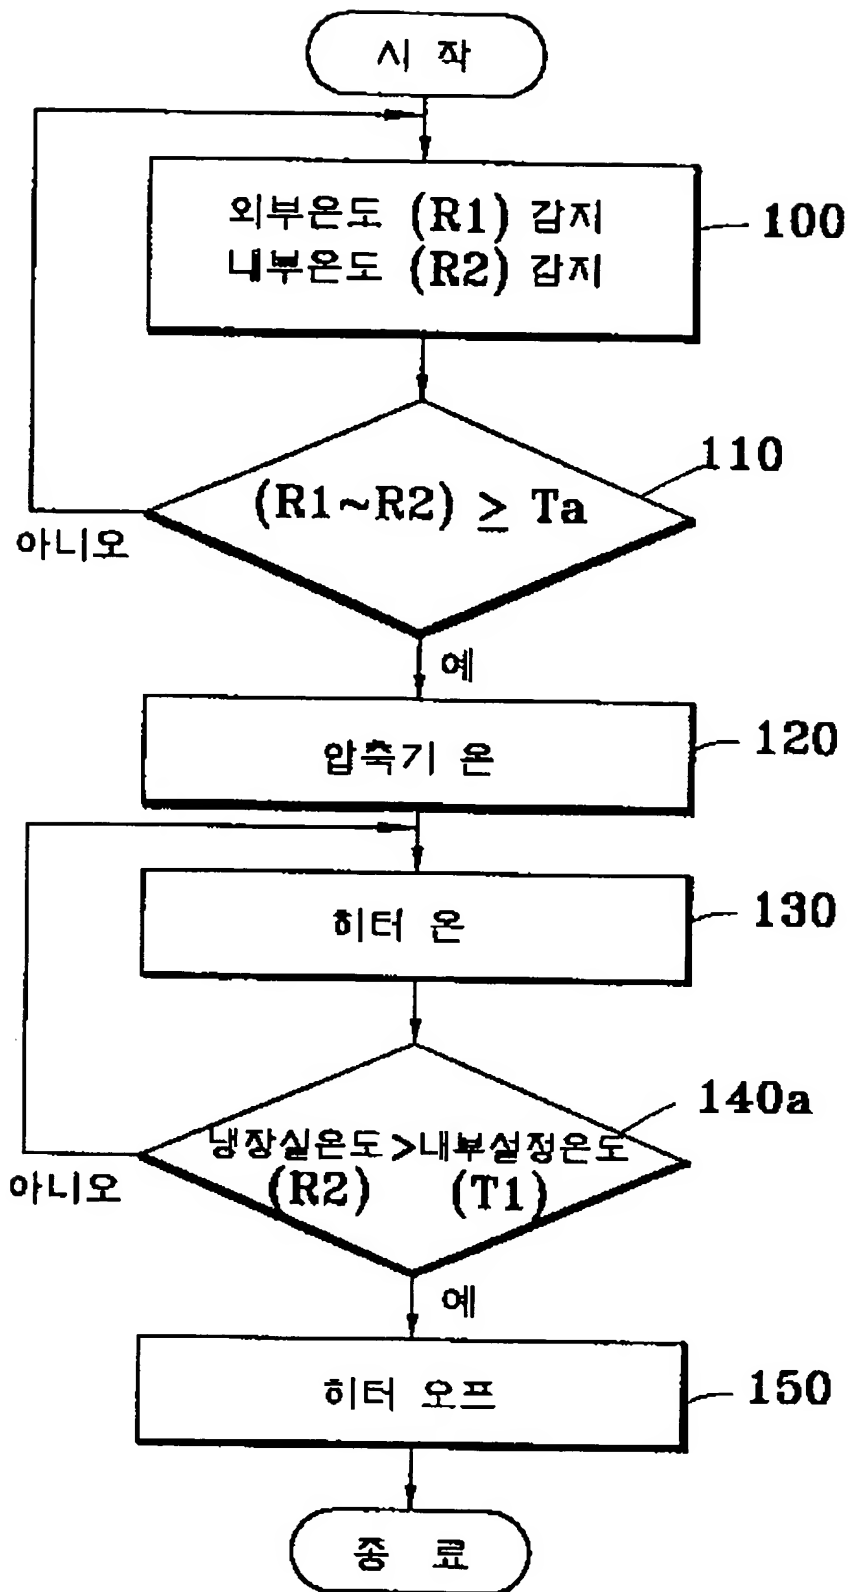 시 작
외부온도 (R1) 감지
내부온도 (R2) 감지
100
110
(R1~R2) ≥ Ta
아니오
예
압축기 온
120
히터 온
130
140a
냉장실온도>내부설정온도
(R2) (T1)
아니오
예
히터 오프
150
종 료